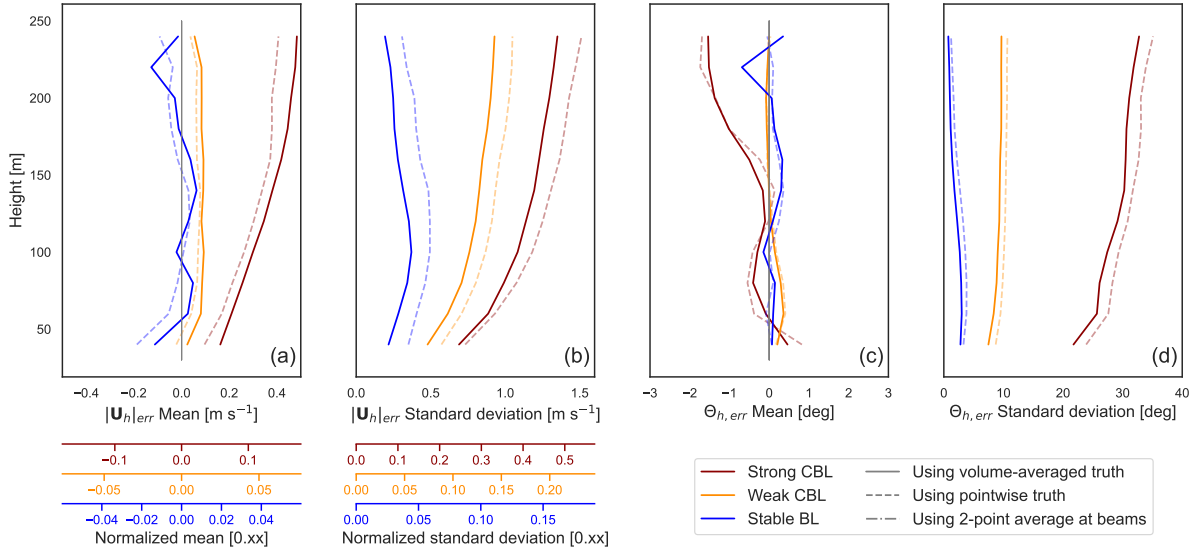 250
200
150
100
50
Height [m]
(a)
(b)
(c)
(d)
−0.4 −0.2 0.0 0.2 0.4
0.0 0.5 1.0 1.5
−3 −2 −1 0 1 2 3
0 10 20 30 40
|U_h|_err Mean [m s⁻¹]
|U_h|_err Standard deviation [m s⁻¹]
Θ_h, err Mean [deg]
Θ_h, err Standard deviation [deg]
−0.1 0.0 0.1
0.0 0.1 0.2 0.3 0.4 0.5
−0.05 0.00 0.05
0.00 0.05 0.10 0.15 0.20
−0.04 −0.02 0.00 0.02 0.04
0.00 0.05 0.10 0.15
Normalized mean [0.xx]
Normalized standard deviation [0.xx]
Strong CBL
Weak CBL
Stable BL
Using volume-averaged truth
Using pointwise truth
Using 2-point average at beams